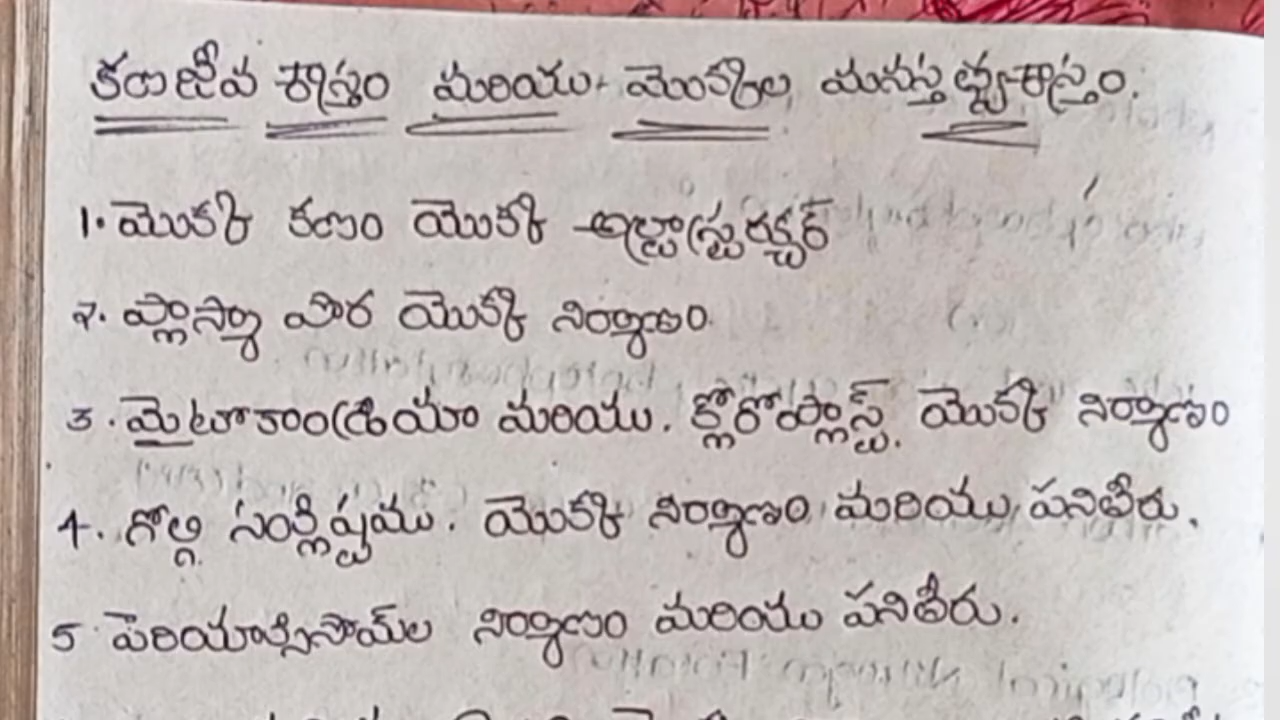 కణ జీవ శాస్త్రం మరియు మొక్కల మనస్తత్వశాస్త్రం.
1. మొక్క కణం యొక్క అల్ట్రాస్ట్రక్చర్
2. ప్లాస్మా పొర యొక్క నిర్మాణం.
3. మైటోకాండ్రియా మరియు. క్లోరోప్లాస్ట్. యొక్క నిర్మాణం
4. గోల్గి సంక్లిష్టము. యొక్క నిర్మాణం మరియు పనితీరు.
5 పెరియాక్సిసోమ్‌ల నిర్మాణం మరియు పనితీరు.